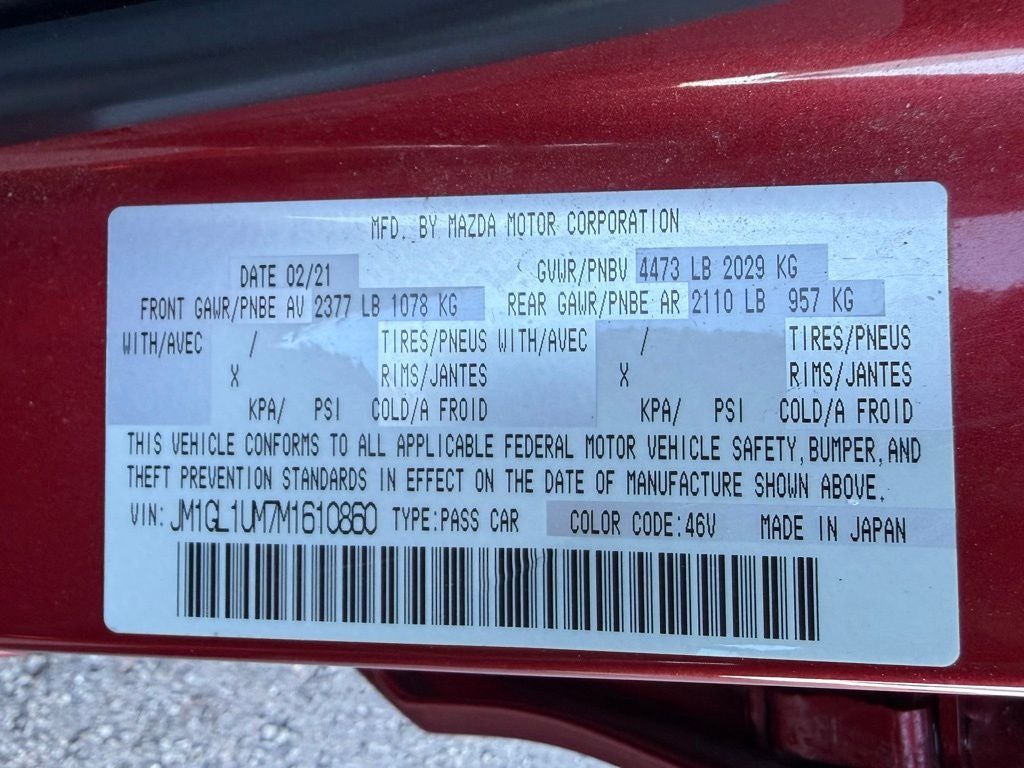 MFD. BY MAZDA MOTOR CORPORATION
DATE 02/21 GVWR/PNBV 4473 LB 2029 KG
FRONT GAWR/PNBE AV 2377 LB 1078 KG REAR GAWR/PNBE AR 2110 LB 957 KG
WITH/AVEC / TIRES/PNEUS WITH/AVEC / TIRES/PNEUS
X RIMS/JANTES X RIMS/JANTES
KPA/ PSI COLD/A FROID KPA/ PSI COLD/A FROID
THIS VEHICLE CONFORMS TO ALL APPLICABLE FEDERAL MOTOR VEHICLE SAFETY, BUMPER, AND
THEFT PREVENTION STANDARDS IN EFFECT ON THE DATE OF MANUFACTURE SHOWN ABOVE.
VIN: JM1GL1UM7M1610860 TYPE:PASS CAR COLOR CODE:46V MADE IN JAPAN